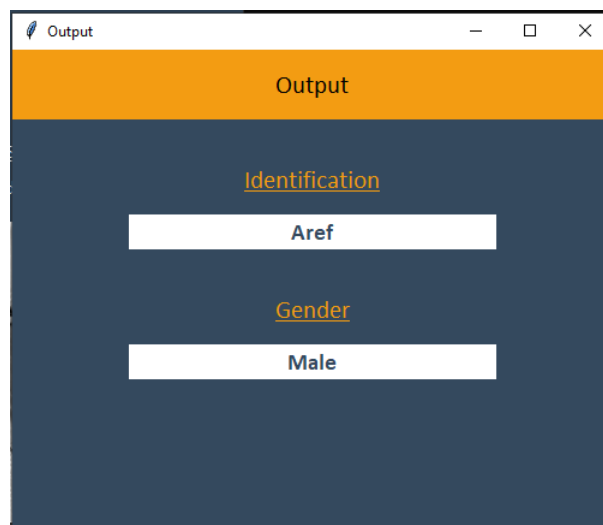 Output
Output
Identification
Aref
Gender
Male